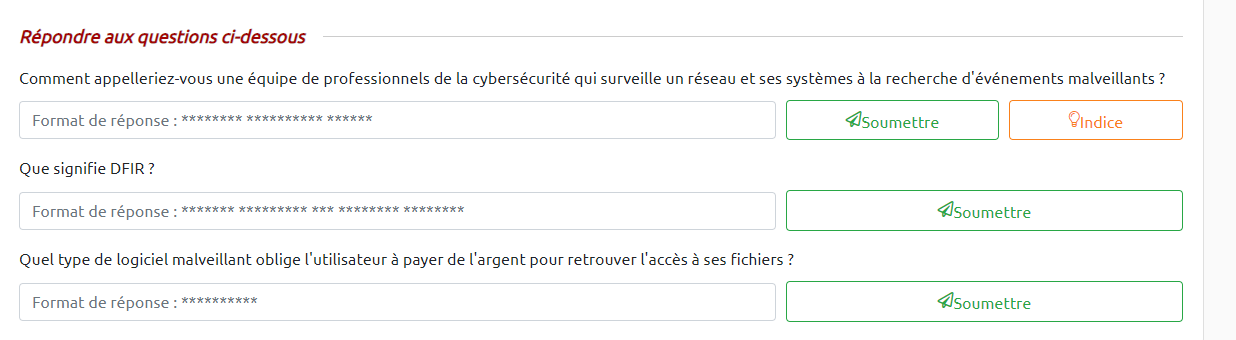 Répondre aux questions ci-dessous
Comment appelleriez-vous une équipe de professionnels de la cybersécurité qui surveille un réseau et ses systèmes à la recherche d'événements malveillants ?
Format de réponse : ******** ********** ****** Soumettre Indice
Que signifie DFIR ?
Format de réponse : ******* ********* *** ******** ******** Soumettre
Quel type de logiciel malveillant oblige l'utilisateur à payer de l'argent pour retrouver l'accès à ses fichiers ?
Format de réponse : ********** Soumettre